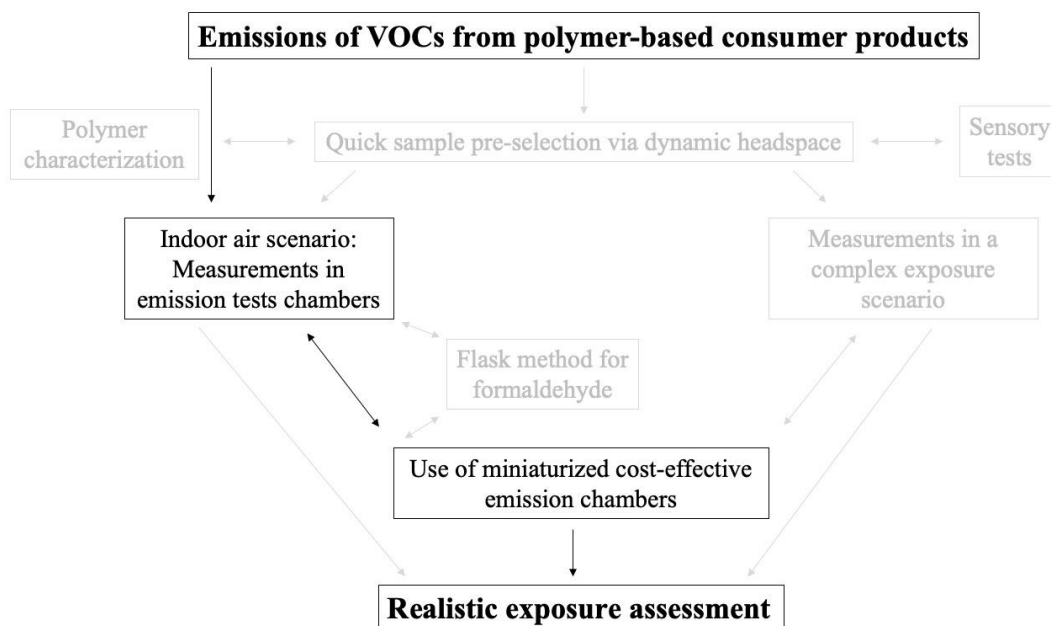 Emissions of VOCs from polymer-based consumer products
Polymer
characterization
Quick sample pre-selection via dynamic headspace
Sensory
tests
Indoor air scenario:
Measurements in
emission tests chambers
Measurements in a
complex exposure
scenario
Flask method for
formaldehyde
Use of miniaturized cost-effective
emission chambers
Realistic exposure assessment